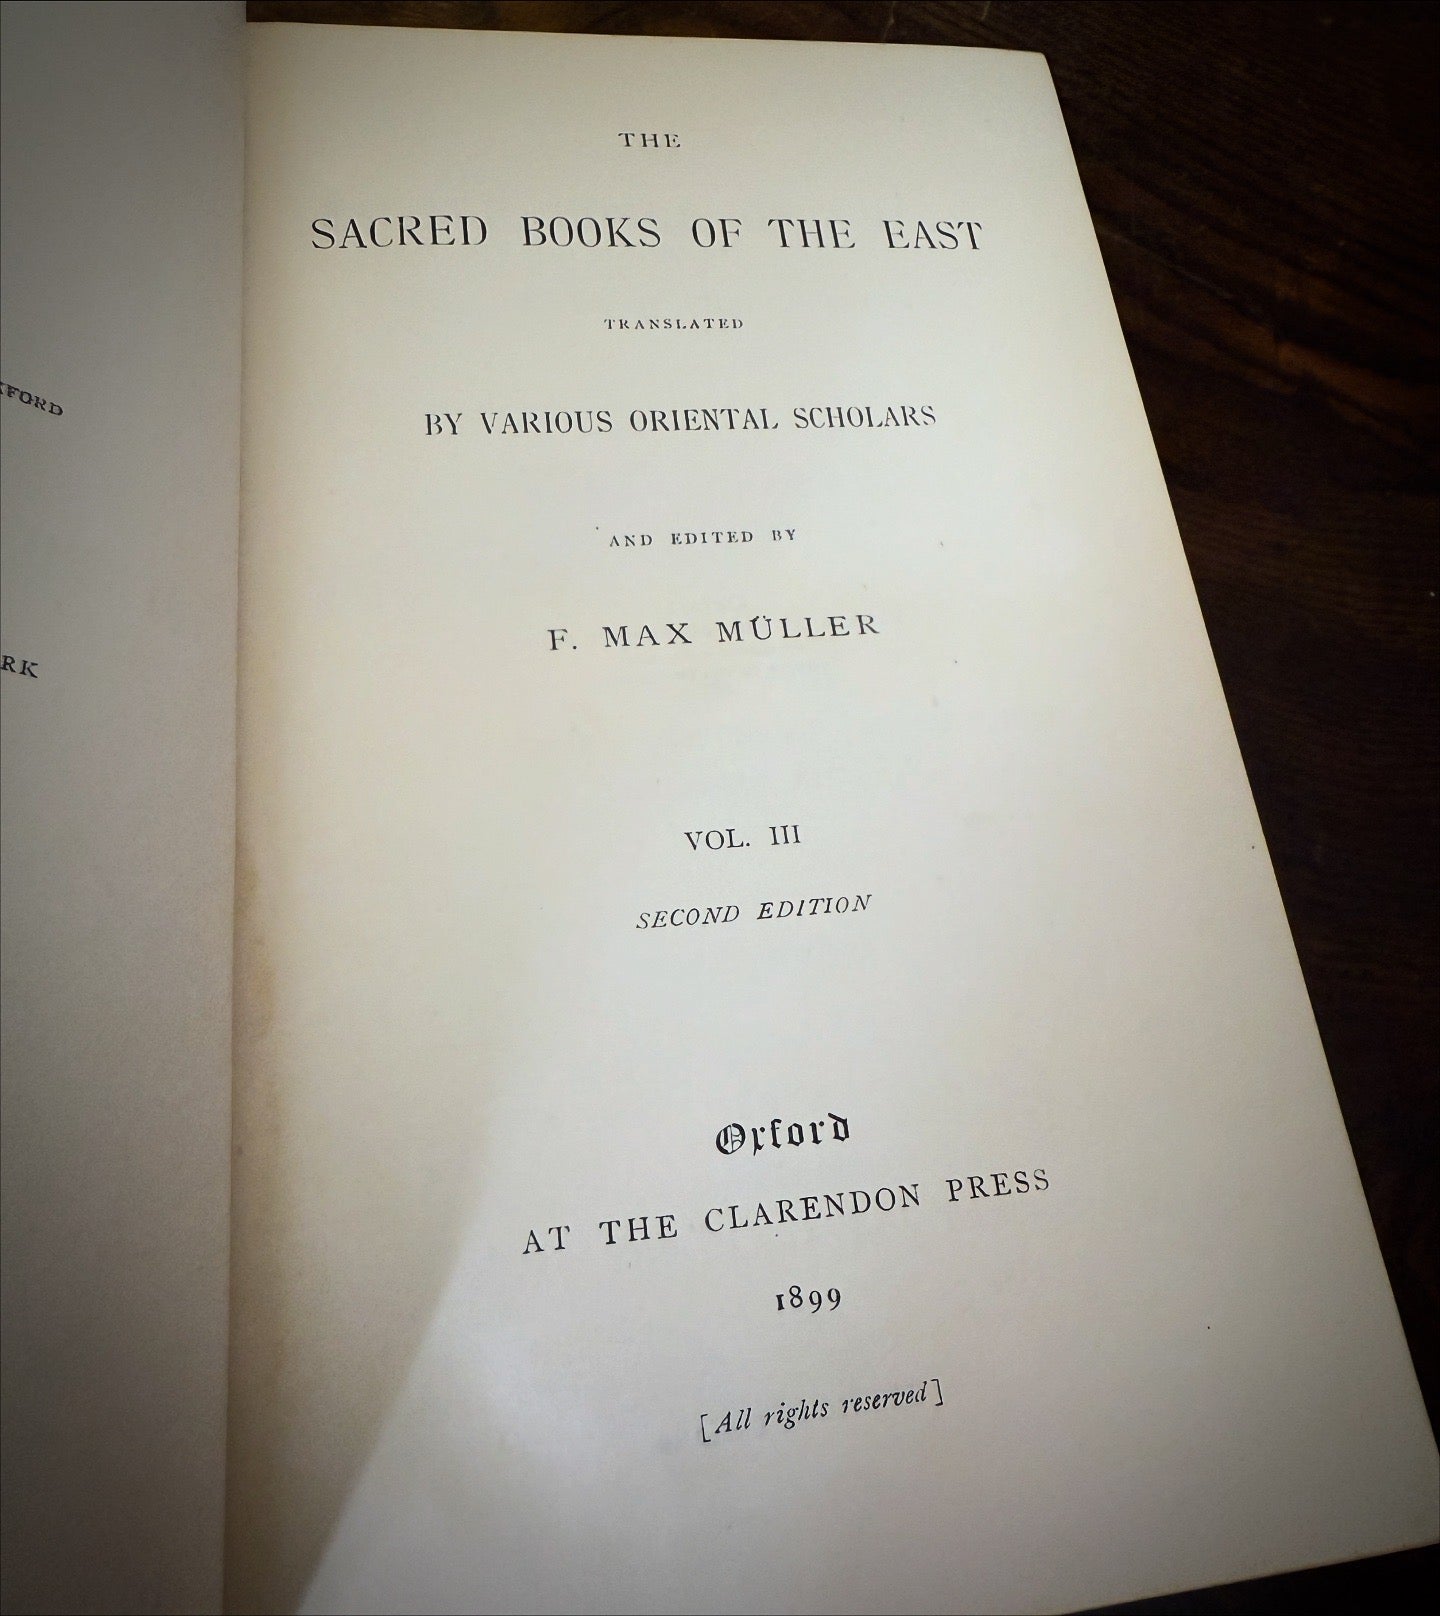 THE
SACRED BOOKS OF THE EAST
TRANSLATED
BY VARIOUS ORIENTAL SCHOLARS
AND EDITED BY
F. MAX MÜLLER
VOL. III
SECOND EDITION
Oxford
AT THE CLARENDON PRESS
1899
[All rights reserved]